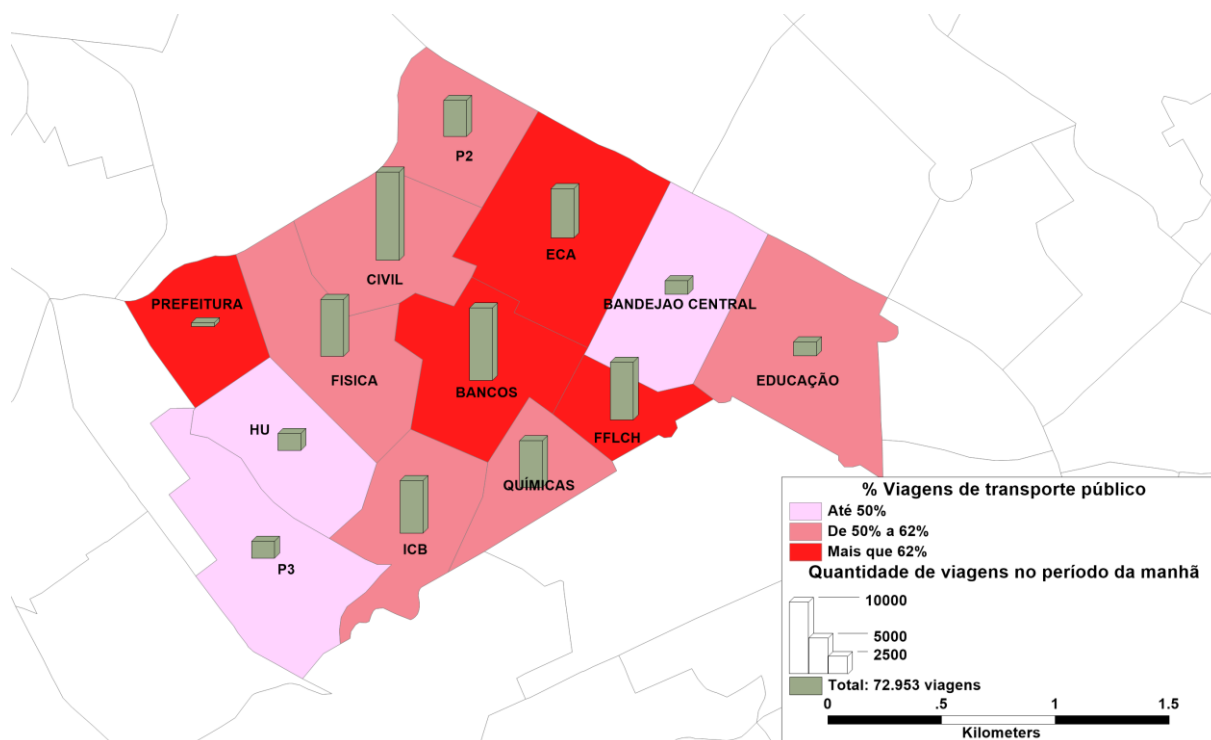 P2
ECA
CIVIL
BANDEJAO CENTRAL
PREFEITURA
FISICA
BANCOS
EDUCAÇÃO
HU
FFLCH
QUÍMICAS
ICB
P3
% Viagens de transporte público
Até 50%
De 50% a 62%
Mais que 62%
Quantidade de viagens no período da manhã
10000
5000
2500
Total: 72.953 viagens
0 .5 1 1.5
Kilometers